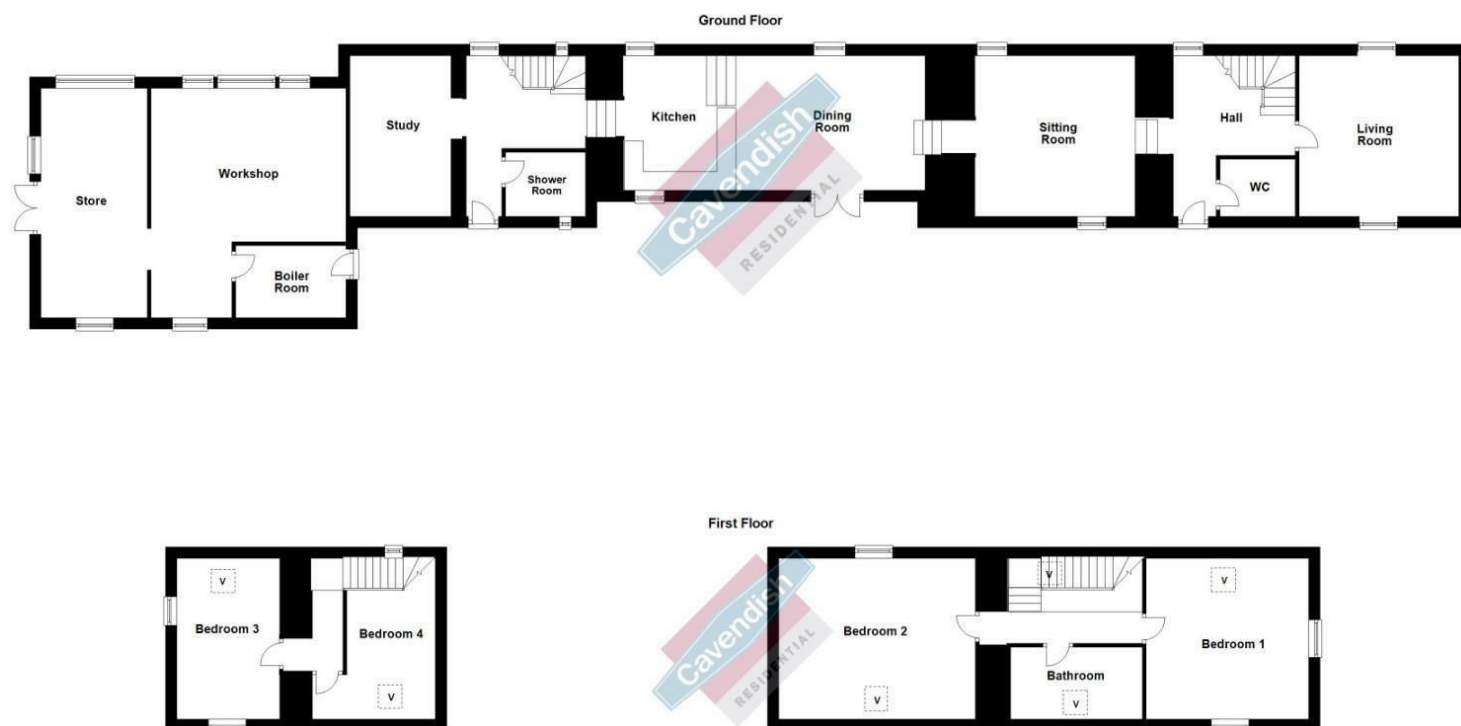 Ground Floor
Store
Workshop
Boiler
Room
Study
Shower
Room
Kitchen
Dining
Room
Sitting
Room
Hall
WC
Living
Room
Cavendish
RESIDENTIAL
First Floor
V
Bedroom 3
Bedroom 4
V
Bedroom 2
V
V
Bathroom
V
V
Bedroom 1
Cavendish
RESIDENTIAL